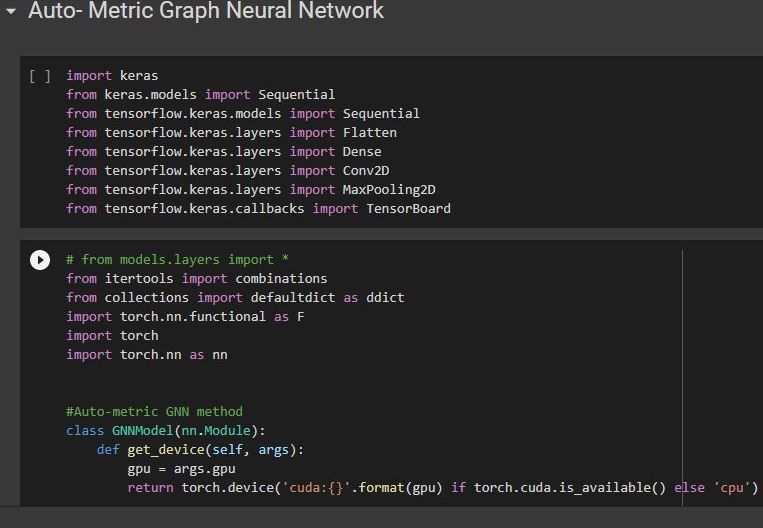 Auto- Metric Graph Neural Network
[ ] import keras
from keras.models import Sequential
from tensorflow.keras.models import Sequential
from tensorflow.keras.layers import Flatten
from tensorflow.keras.layers import Dense
from tensorflow.keras.layers import Conv2D
from tensorflow.keras.layers import MaxPooling2D
from tensorflow.keras.callbacks import TensorBoard
# from models.layers import *
from itertools import combinations
from collections import defaultdict as ddict
import torch.nn.functional as F
import torch
import torch.nn as nn
#Auto-metric GNN method
class GNNModel(nn.Module):
    def get_device(self, args):
        gpu = args.gpu
        return torch.device('cuda:{}'.format(gpu) if torch.cuda.is_available() else 'cpu')